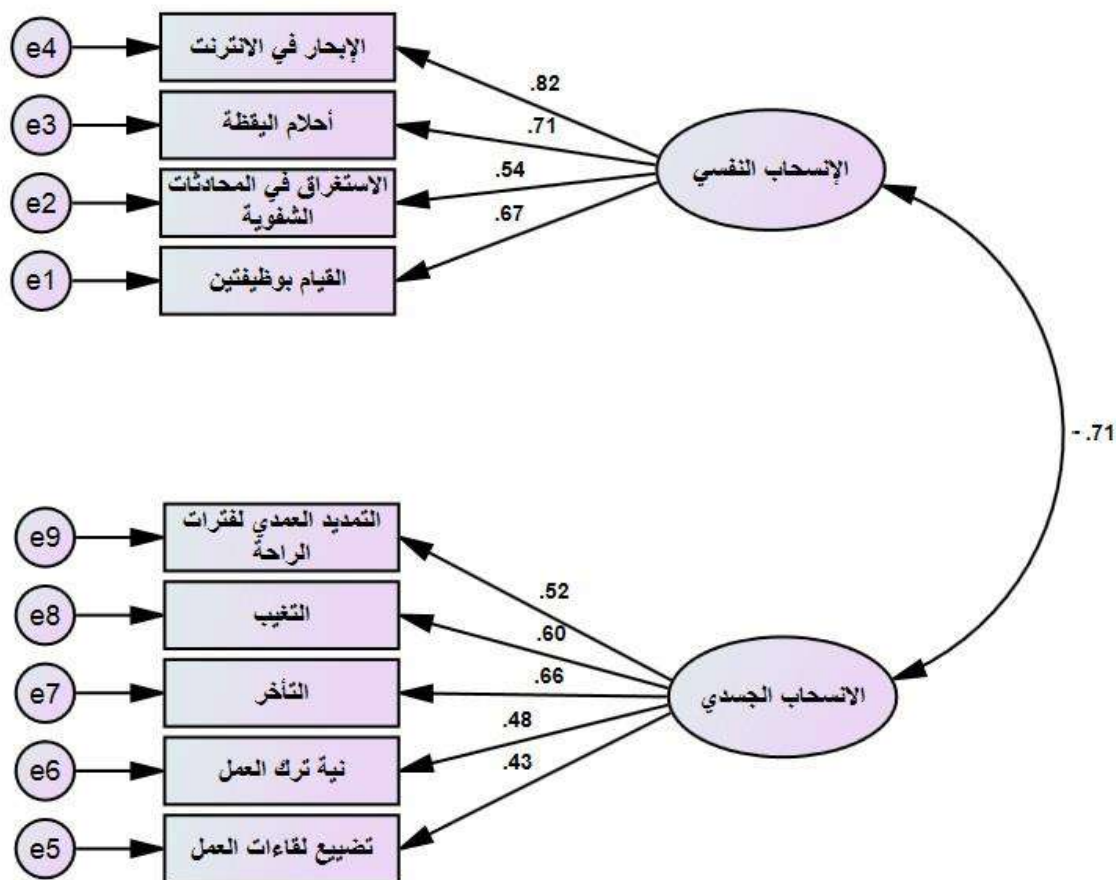 e4
الإبحار في الانترنت
.82
e3
أحلام اليقظة
.71
الإنسحاب النفسي
e2
الاستغراق في المحادثات
الشفوية
.54
e1
القيام بوظيفتين
.67
- .71
e9
التمديد العمدي لفترات
الراحة
.52
e8
التغيب
.60
e7
التأخر
.66
الانسحاب الجسدي
e6
نية ترك العمل
.48
e5
تضييع لقاءات العمل
.43